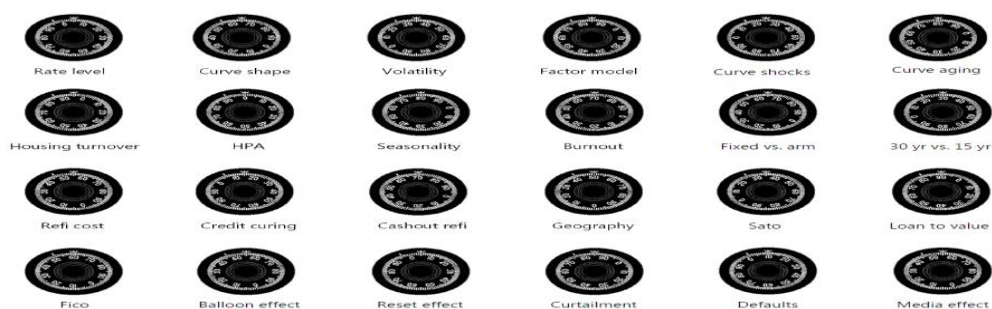 Rate level Curve shape Volatility Factor model Curve shocks Curve aging
Housing turnover HPA Seasonality Burnout Fixed vs. arm 30 yr vs. 15 yr
Refi cost Credit curing Cashout refi Geography Sato Loan to value
Fico Balloon effect Reset effect Curtailment Defaults Media effect